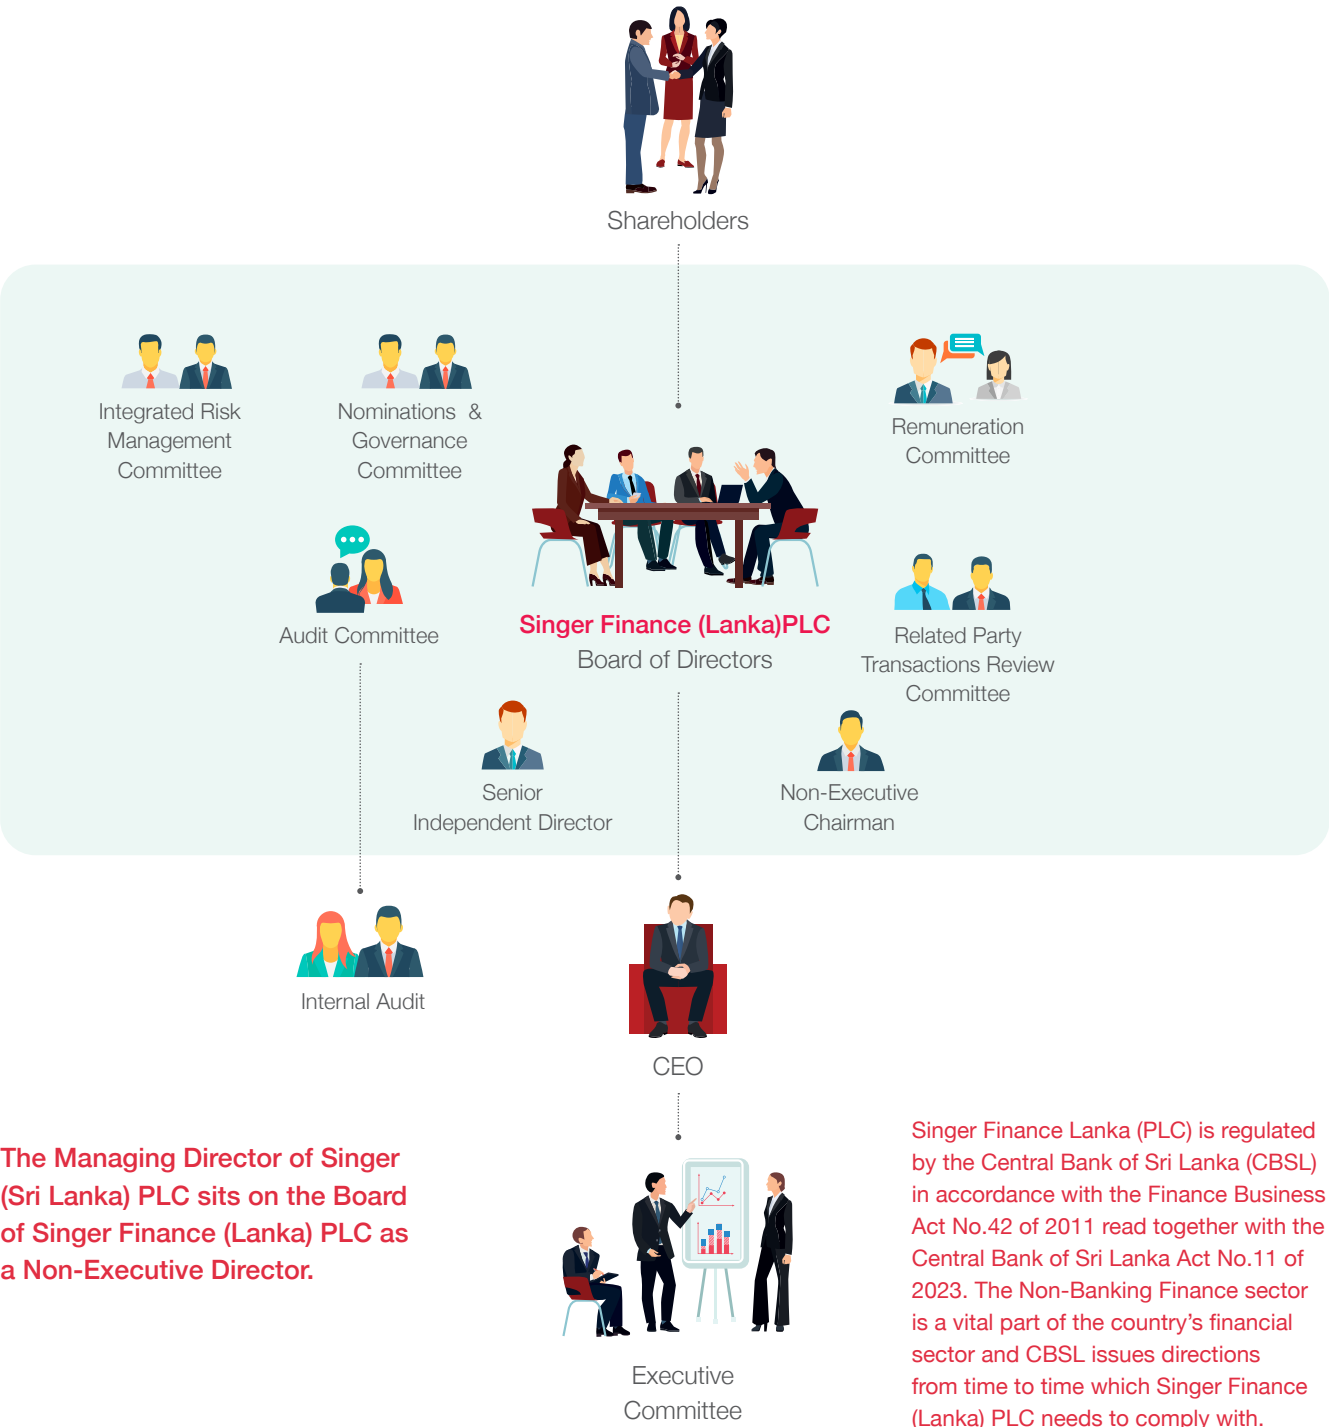 Shareholders
Integrated Risk
Management
Committee
Nominations & 
Governance
Committee
Remuneration
Committee
Audit Committee
Singer Finance (Lanka)PLC
Board of Directors
Related Party
Transactions Review
Committee
Senior
Independent Director
Non-Executive
Chairman
Internal Audit
CEO
The Managing Director of Singer
(Sri Lanka) PLC sits on the Board
of Singer Finance (Lanka) PLC as
a Non-Executive Director.
Singer Finance Lanka (PLC) is regulated
by the Central Bank of Sri Lanka (CBSL)
in accordance with the Finance Business
Act No.42 of 2011 read together with the
Central Bank of Sri Lanka Act No.11 of
2023. The Non-Banking Finance sector
is a vital part of the country’s financial
sector and CBSL issues directions
from time to time which Singer Finance
(Lanka) PLC needs to comply with.
Executive
Committee